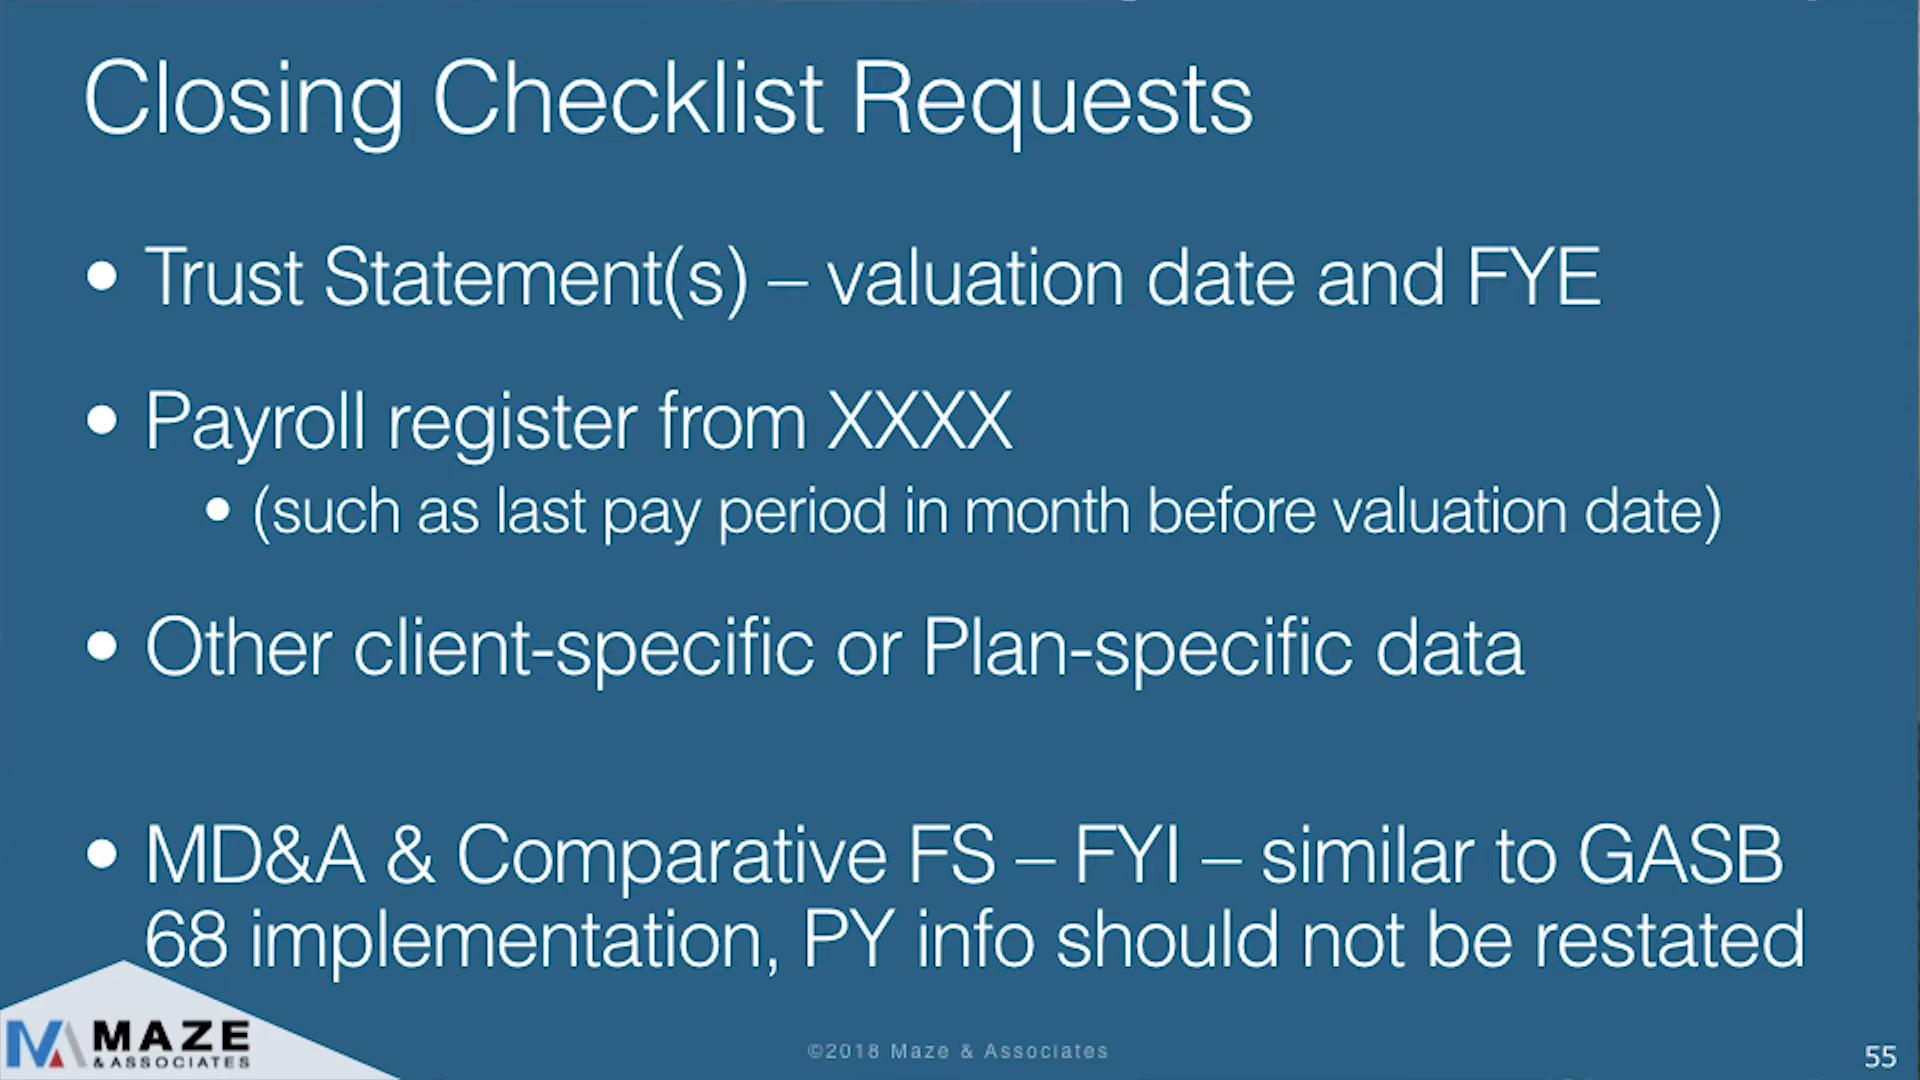 Closing Checklist Requests
• Trust Statement(s) – valuation date and FYE
• Payroll register from XXXX
• (such as last pay period in month before valuation date)
• Other client-specific or Plan-specific data
• MD&A & Comparative FS – FYI – similar to GASB
68 implementation, PY info should not be restated
MAZE
& ASSOCIATES
©2018 Maze & Associates
55